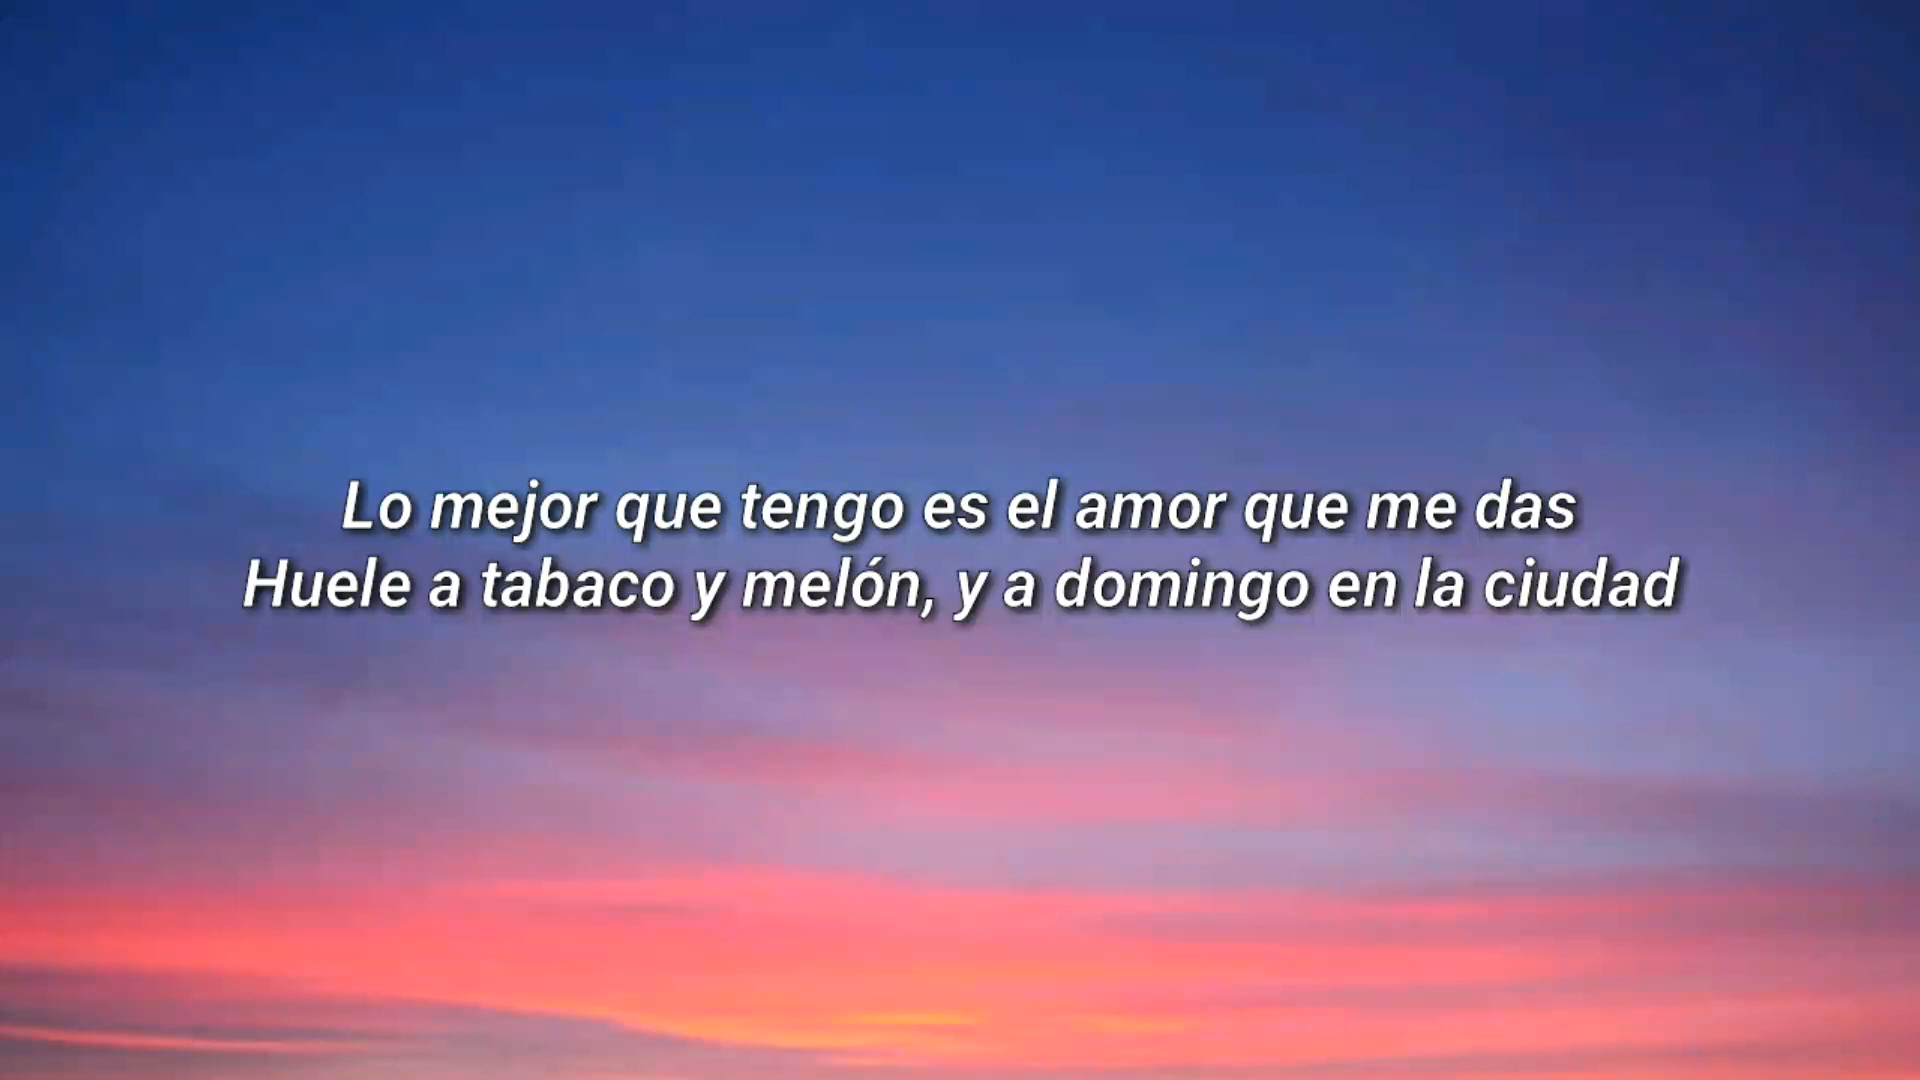 Lo mejor que tengo es el amor que me das
Huele a tabaco y melón, y a domingo en la ciudad